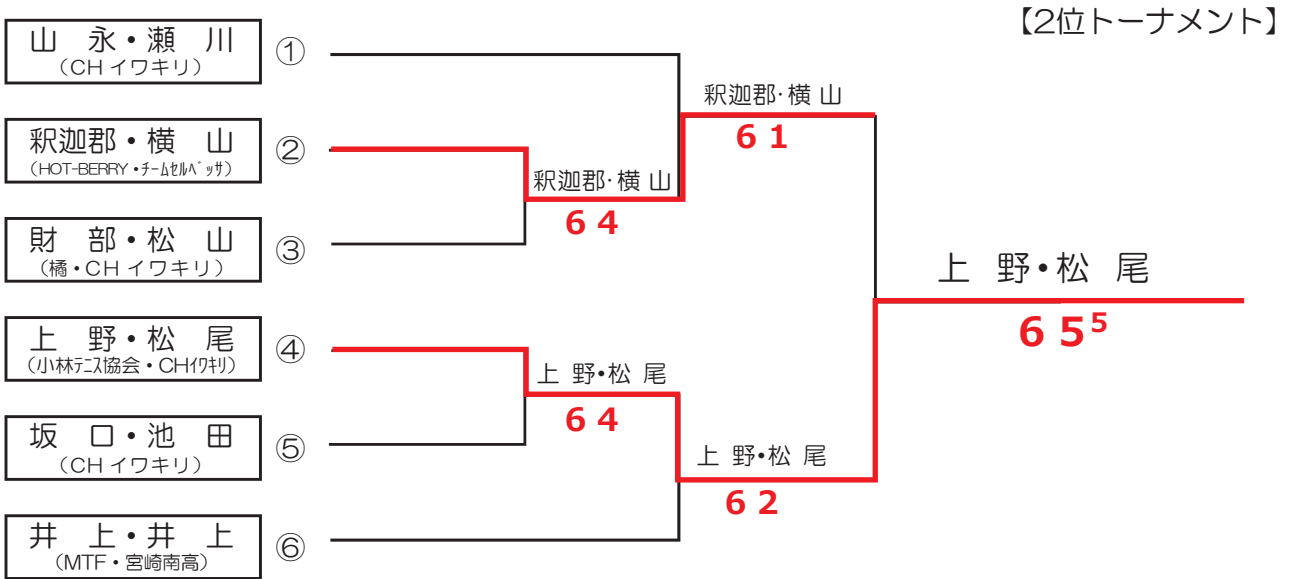 【2位トーナメント】
山 永・瀬 川
（CH イワキリ）
①
釈迦郡・横 山
（HOT-BERRY・チームセルベッサ）
②
財 部・松 山
（橘・CH イワキリ）
③
上 野・松 尾
（小林テニス協会・CHイワキリ）
④
坂 口・池 田
（CH イワキリ）
⑤
井 上・井 上
（MTF・宮崎南高）
⑥
釈迦郡・横 山
6 4
上 野・松 尾
6 4
釈迦郡・横 山
6 1
上 野・松 尾
6 2
上 野・松 尾
6 5⁵